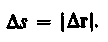 Δs = |Δr|.